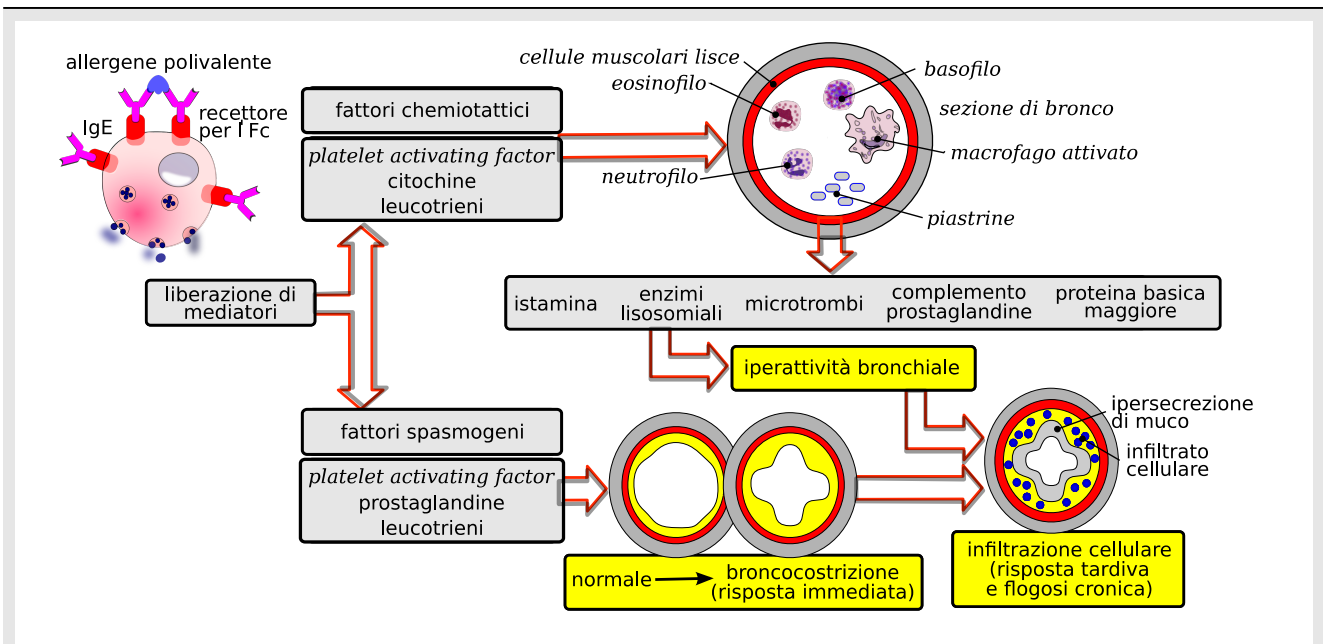 allergene polivalente
IgE
recettore
per l'Fc
fattori chemiotattici
platelet activating factor
citochine
leucotrieni
cellule muscolari lisce
eosinofilo
basofilo
sezione di bronco
macrofago attivato
neutrofilo
piastrine
liberazione di
mediatori
istamina
enzimi
lisosomiali
microtrombi
complemento
prostaglandine
proteina basica
maggiore
iperattività bronchiale
fattori spasmogeni
platelet activating factor
prostaglandine
leucotrieni
ipersecrezione
di muco
infiltrato
cellulare
normale
broncocostrizione
(risposta immediata)
infiltrazione cellulare
(risposta tardiva
e flogosi cronica)